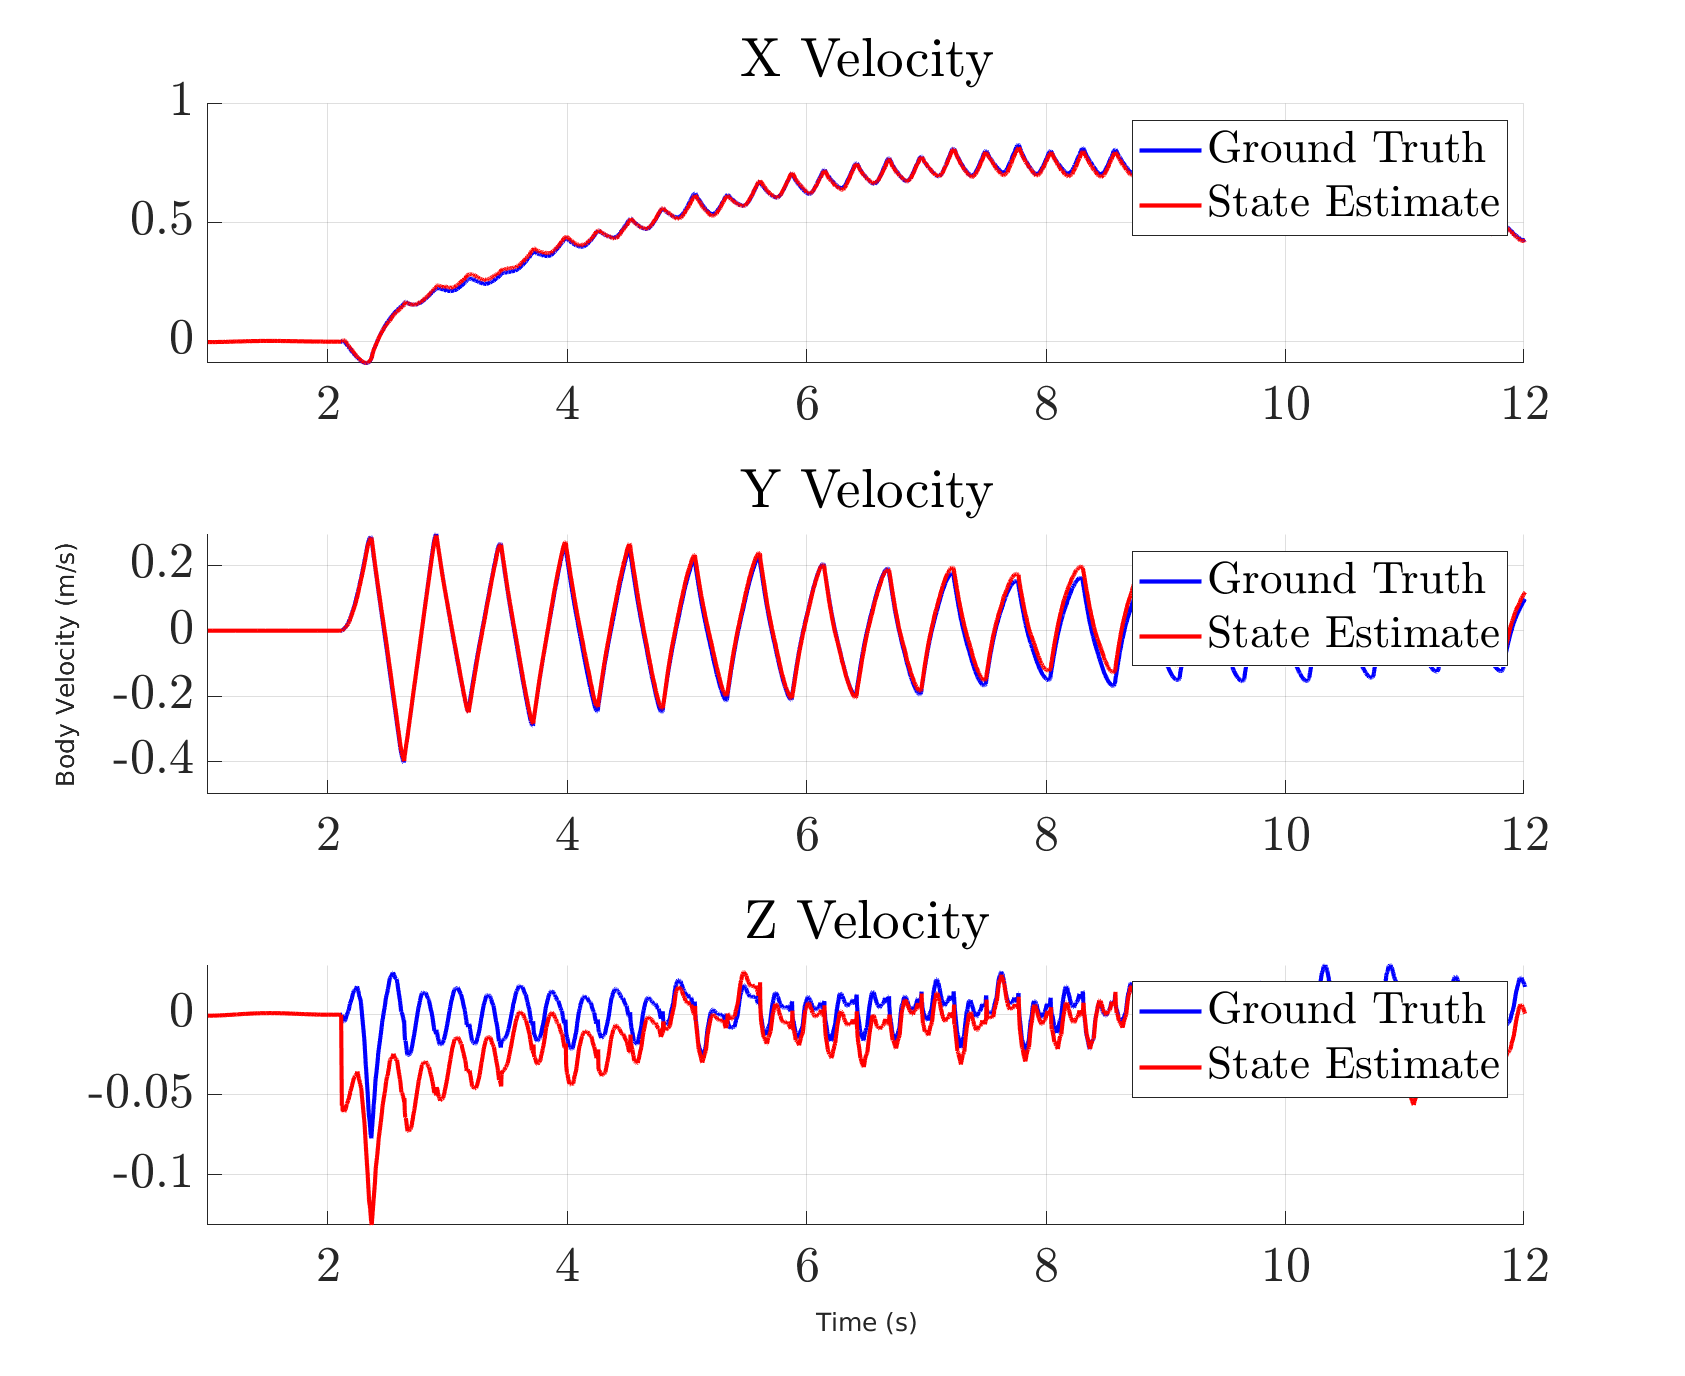 X Velocity
1
0.5
0
Ground Truth
State Estimate
2 4 6 8 10 12
Y Velocity
Body Velocity (m/s)
0.2
0
-0.2
-0.4
Ground Truth
State Estimate
2 4 6 8 10 12
Z Velocity
0
-0.05
-0.1
Ground Truth
State Estimate
2 4 6 8 10 12
Time (s)